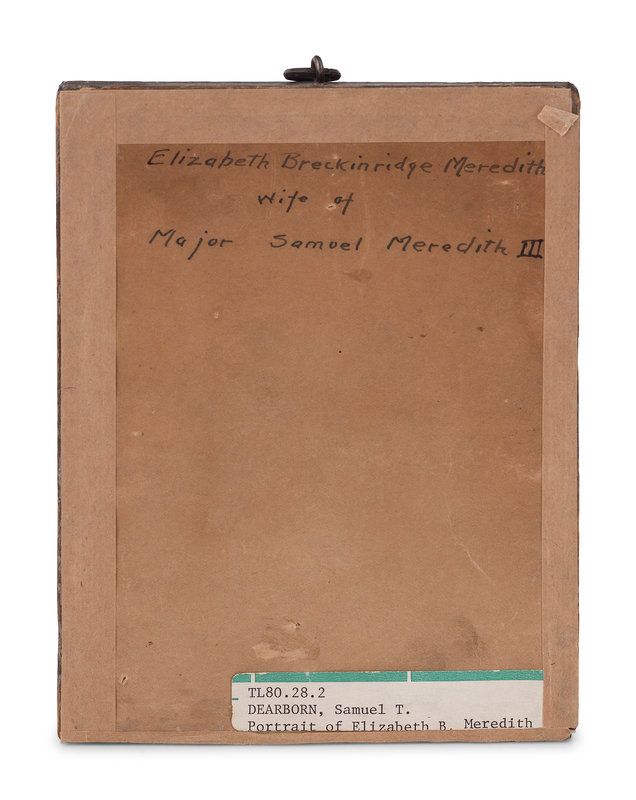 Elizabeth Breckinridge Meredith
Wife of
Major Samuel Meredith III
TL80.28.2
DEARBORN, Samuel T.
Portrait of Elizabeth B. Meredith